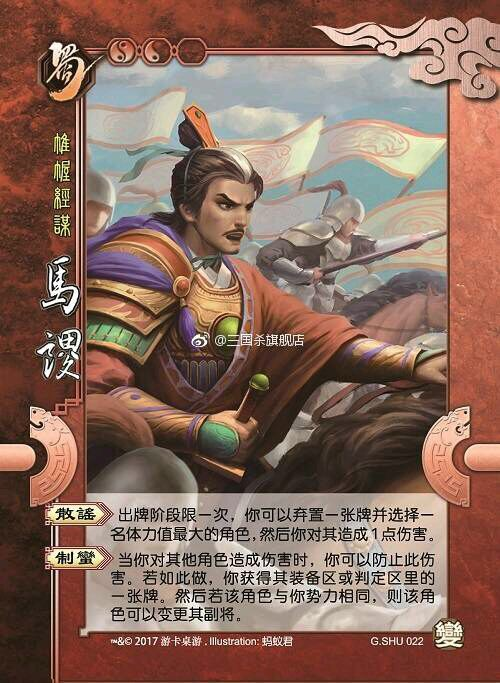 蜀
帷幄經謀
馬謖
@三国杀旗舰店
散謠 出牌阶段限一次，你可以弃置一张牌并选择一
名体力值最大的角色，然后你对其造成1点伤害。
制蠻 当你对其他角色造成伤害时，你可以防止此伤
害。若如此做，你获得其装备区或判定区里的
一张牌。然后若该角色与你势力相同，则该角
色可以变更其副将。
™&© 2017 游卡桌游 . Illustration: 蚂蚁君
G.SHU 022
變